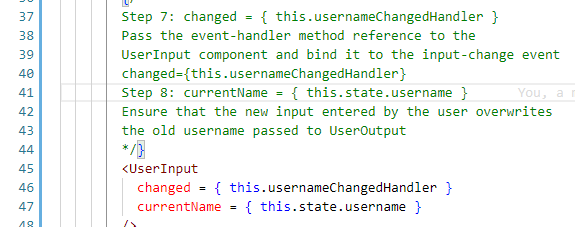 37 Step 7: changed = { this.usernameChangedHandler }
38 Pass the event-handler method reference to the
39 UserInput component and bind it to the input-change event
40 changed={this.usernameChangedHandler}
41 Step 8: currentName = { this.state.username } You, a
42 Ensure that the new input entered by the user overwrites
43 the old username passed to UserOutput
44 */}
45 <UserInput
46 changed = { this.usernameChangedHandler }
47 currentName = { this.state.username }
48 />